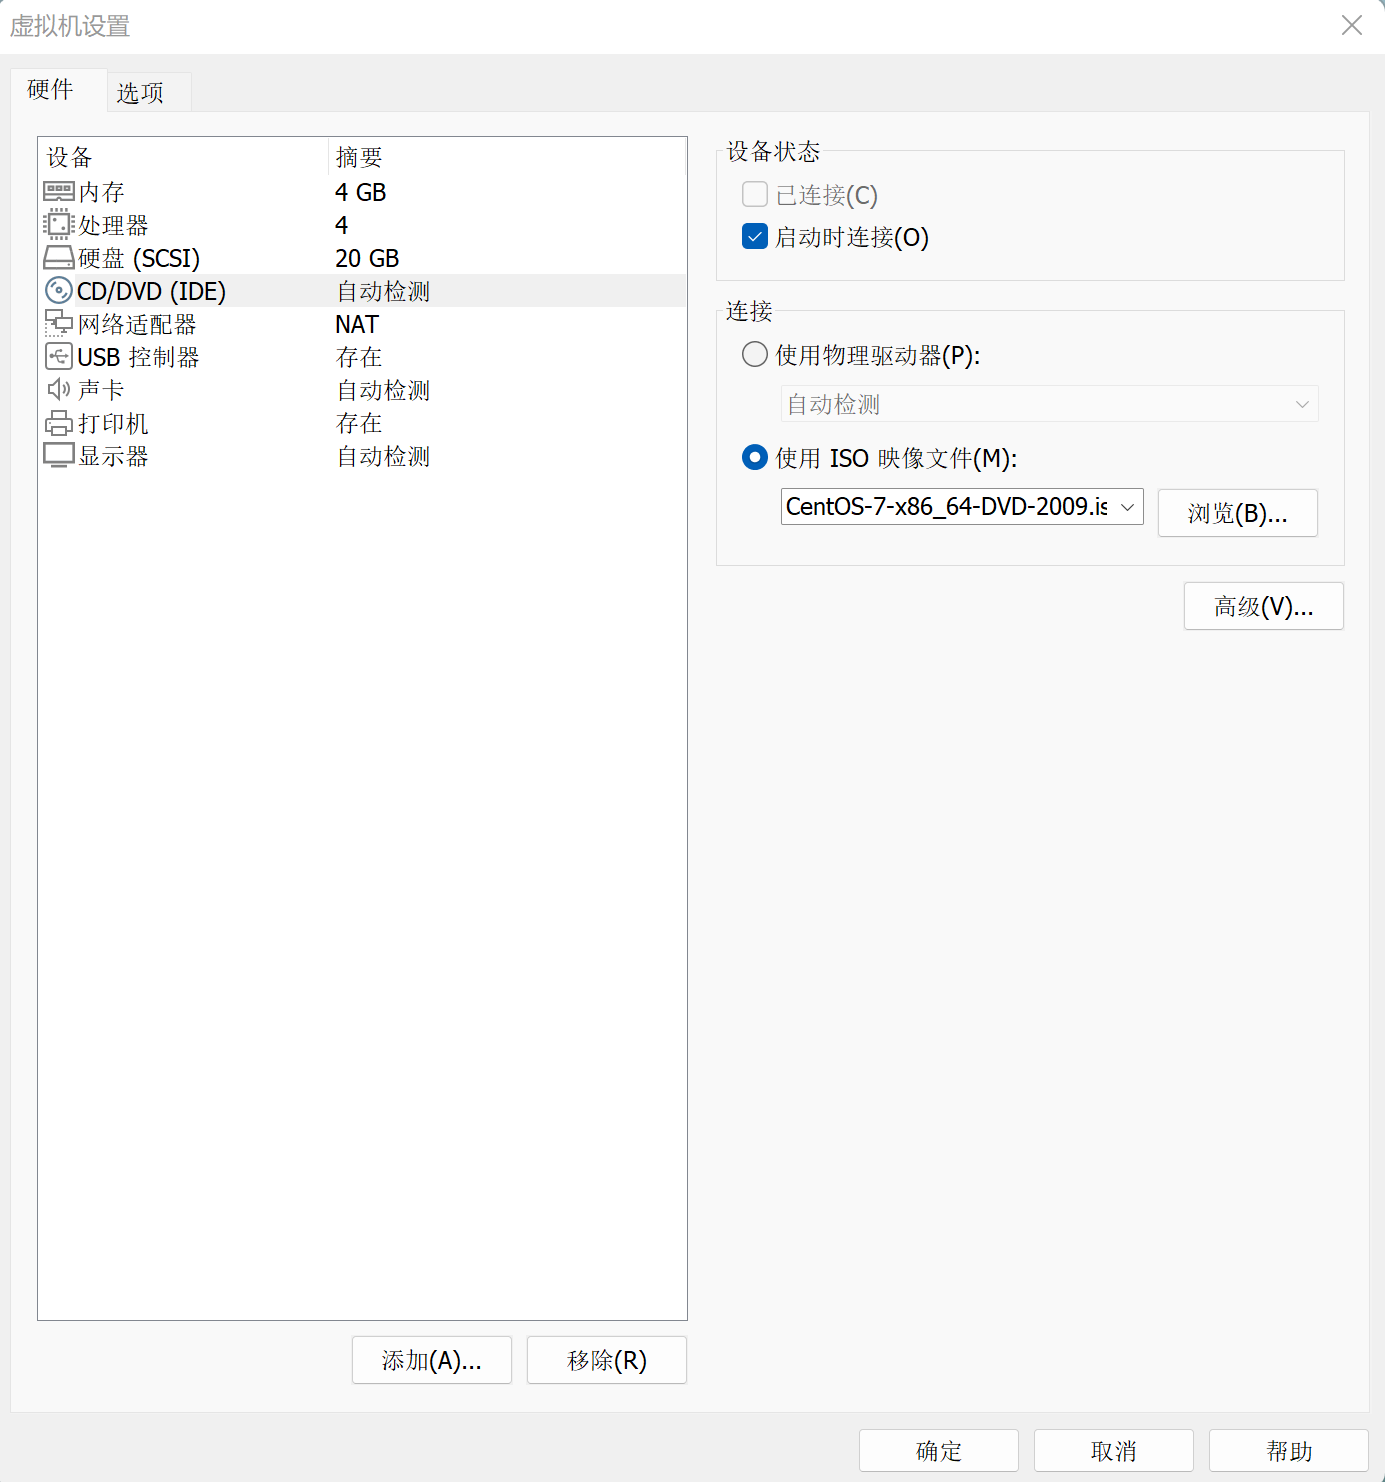 虚拟机设置
硬件
选项
设备 摘要
内存 4 GB
处理器 4
硬盘 (SCSI) 20 GB
CD/DVD (IDE) 自动检测
网络适配器 NAT
USB 控制器 存在
声卡 自动检测
打印机 存在
显示器 自动检测
添加(A)...
移除(R)
设备状态
已连接(C)
启动时连接(O)
连接
使用物理驱动器(P):
自动检测
使用 ISO 映像文件(M):
CentOS-7-x86_64-DVD-2009.is
浏览(B)...
高级(V)...
确定
取消
帮助